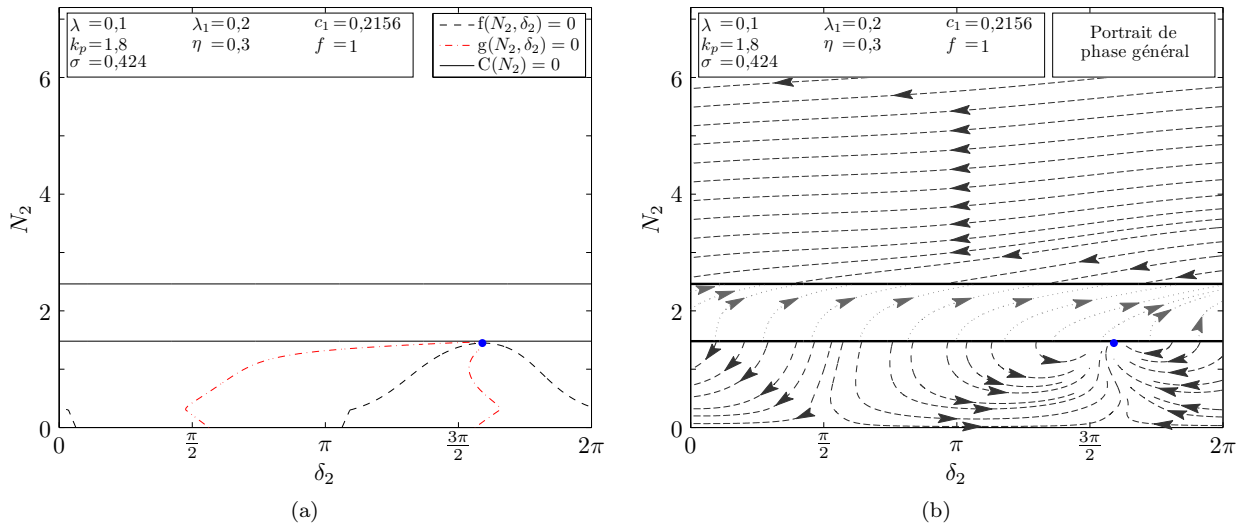 λ =0,1 λ₁=0,2 c₁=0,2156
kₚ=1,8 η =0,3 f =1
σ =0,424
f(N₂, δ₂) = 0
g(N₂, δ₂) = 0
C(N₂) = 0
6
4
2
0
N₂
0 π/2 π 3π/2 2π
δ₂
(a)
λ =0,1 λ₁=0,2 c₁=0,2156
kₚ=1,8 η =0,3 f =1
σ =0,424
Portrait de
phase général
6
4
2
0
N₂
0 π/2 π 3π/2 2π
δ₂
(b)